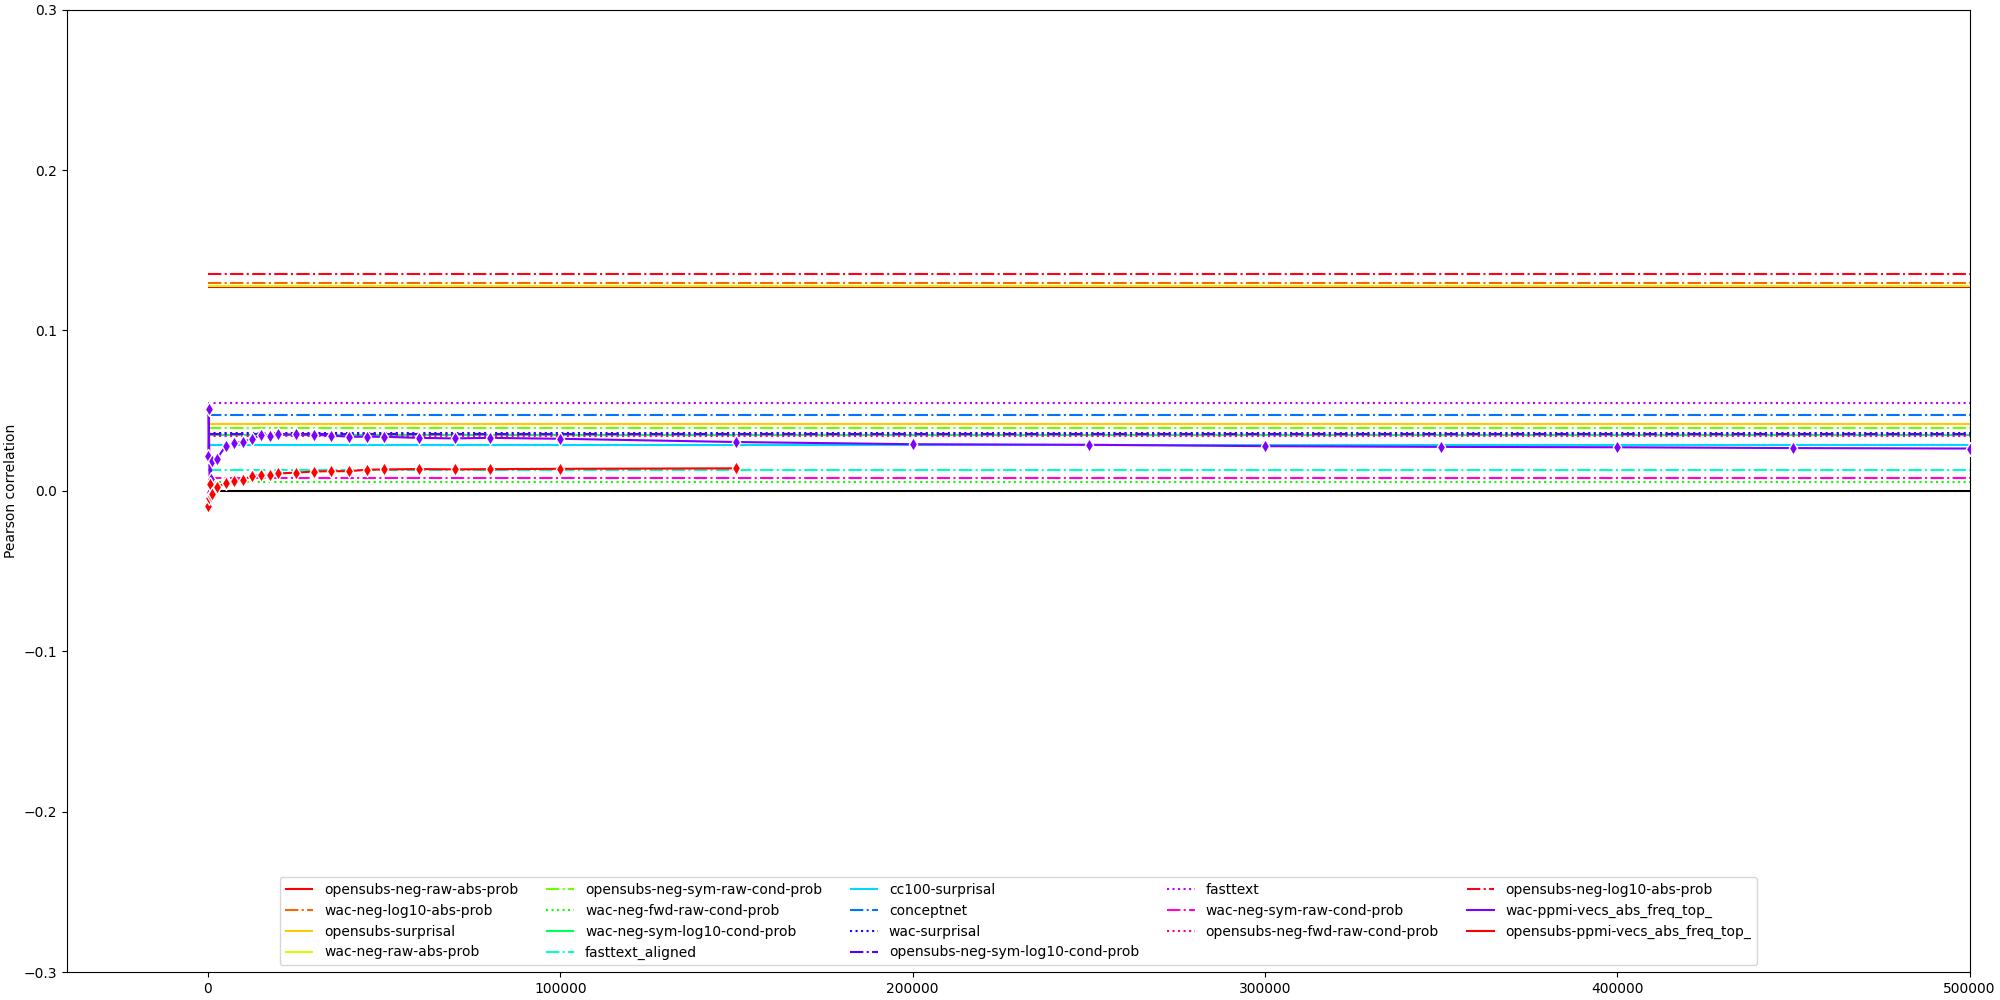 0.3
0.2
0.1
0.0
−0.1
−0.2
−0.3
Pearson correlation
opensubs-neg-raw-abs-prob
wac-neg-log10-abs-prob
opensubs-surprisal
wac-neg-raw-abs-prob
opensubs-neg-sym-raw-cond-prob
wac-neg-fwd-raw-cond-prob
wac-neg-sym-log10-cond-prob
fasttext_aligned
cc100-surprisal
conceptnet
wac-surprisal
opensubs-neg-sym-log10-cond-prob
fasttext
wac-neg-sym-raw-cond-prob
opensubs-neg-fwd-raw-cond-prob
opensubs-neg-log10-abs-prob
wac-ppmi-vecs_abs_freq_top_
opensubs-ppmi-vecs_abs_freq_top_
0 100000 200000 300000 400000 500000